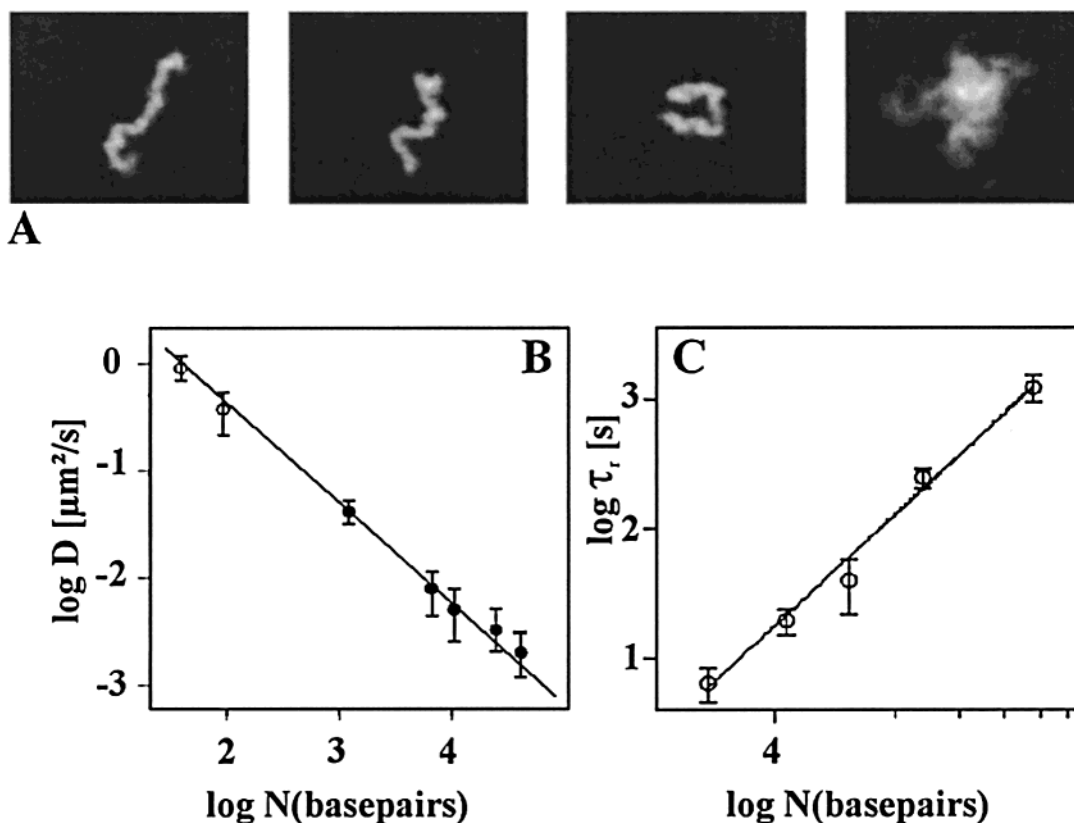 A
B
log D [μm²/s]
0
-1
-2
-3
2 3 4
log N(basepairs)
C
log τr [s]
3
2
1
4
log N(basepairs)